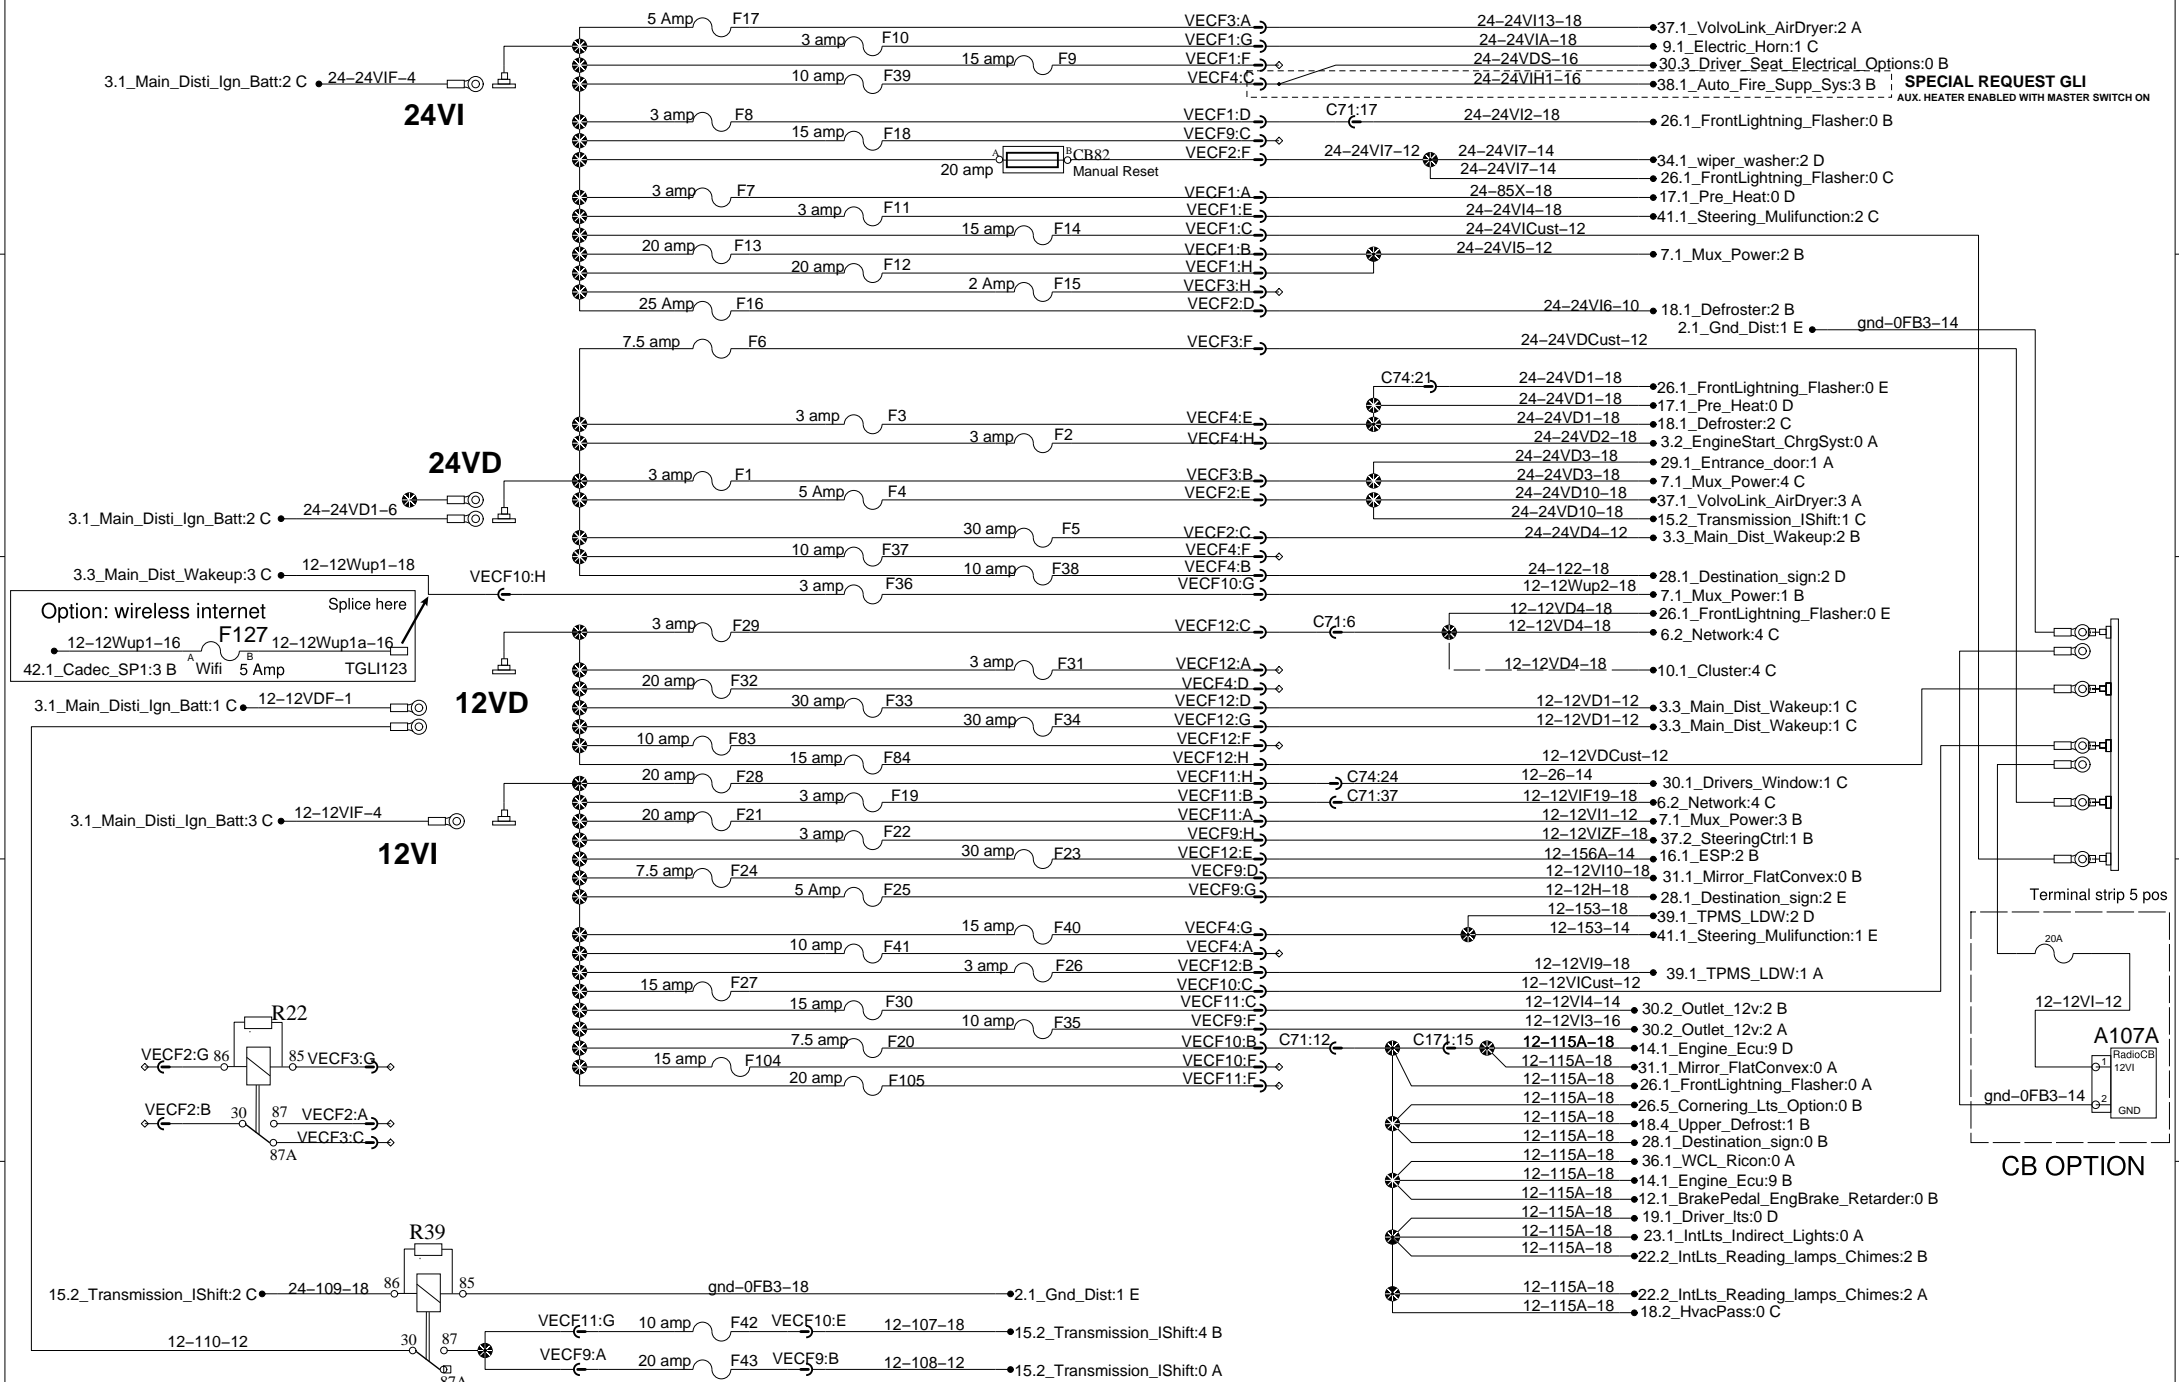 5 Amp F17 VECF3:A 24-24VI13-18 37.1_VolvoLink_AirDryer:2 A
3 amp F10 VECF1:G 24-24VIA-18 9.1_Electric_Horn:1 C
15 amp F9 VECF1:F 24-24VDS-16 30.3_Driver_Seat_Electrical_Options:0 B
3.1_Main_Disti_Ign_Batt:2 C 24-24VIF-4 10 amp F39 VECF4:C 24-24VIH1-16 38.1_Auto_Fire_Supp_Sys:3 B SPECIAL REQUEST GLI
AUX. HEATER ENABLED WITH MASTER SWITCH ON
24VI
3 amp F8 VECF1:D C71:17 24-24VI2-18 26.1_FrontLightning_Flasher:0 B
15 amp F18 VECF9:C
20 amp A B CB82 Manual Reset VECF2:F 24-24VI7-12 24-24VI7-14 34.1_wiper_washer:2 D
24-24VI7-14 26.1_FrontLightning_Flasher:0 C
3 amp F7 VECF1:A 24-85X-18 17.1_Pre_Heat:0 D
3 amp F11 VECF1:E 24-24VI4-18 41.1_Steering_Mulifunction:2 C
15 amp F14 VECF1:C 24-24VICust-12
20 amp F13 VECF1:B 24-24VI5-12 7.1_Mux_Power:2 B
20 amp F12 VECF1:H
2 Amp F15 VECF3:H
25 Amp F16 VECF2:D 24-24VI6-10 18.1_Defroster:2 B
2.1_Gnd_Dist:1 E gnd-0FB3-14
7.5 amp F6 VECF3:F 24-24VDCust-12
C74:21 24-24VD1-18 26.1_FrontLightning_Flasher:0 E
24-24VD1-18 17.1_Pre_Heat:0 D
3 amp F3 VECF4:E 24-24VD1-18 18.1_Defroster:2 C
3 amp F2 VECF4:H 24-24VD2-18 3.2_EngineStart_ChrgSyst:0 A
24VD
24-24VD3-18 29.1_Entrance_door:1 A
3 amp F1 VECF3:B 24-24VD3-18 7.1_Mux_Power:4 C
5 Amp F4 VECF2:E 24-24VD10-18 37.1_VolvoLink_AirDryer:3 A
3.1_Main_Disti_Ign_Batt:2 C 24-24VD1-6 24-24VD10-18 15.2_Transmission_IShift:1 C
30 amp F5 VECF2:C 24-24VD4-12 3.3_Main_Dist_Wakeup:2 B
10 amp F37 VECF4:F
3.3_Main_Dist_Wakeup:3 C 12-12Wup1-18 10 amp F38 VECF4:B 24-122-18 28.1_Destination_sign:2 D
VECF10:H 3 amp F36 VECF10:G 12-12Wup2-18 7.1_Mux_Power:1 B
Option: wireless internet Splice here
12-12Wup1-16 F127 12-12Wup1a-16
42.1_Cadec_SP1:3 B A Wifi B 5 Amp TGLI123
12-12VD4-18 26.1_FrontLightning_Flasher:0 E
3 amp F29 VECF12:C C71:6 12-12VD4-18 6.2_Network:4 C
3 amp F31 VECF12:A 12-12VD4-18 10.1_Cluster:4 C
20 amp F32 VECF4:D
12VD
3.1_Main_Disti_Ign_Batt:1 C 12-12VDF-1 30 amp F33 VECF12:D 12-12VD1-12 3.3_Main_Dist_Wakeup:1 C
30 amp F34 VECF12:G 12-12VD1-12 3.3_Main_Dist_Wakeup:1 C
10 amp F83 VECF12:F
15 amp F84 VECF12:H 12-12VDCust-12
20 amp F28 VECF11:H C74:24 12-26-14 30.1_Drivers_Window:1 C
3 amp F19 VECF11:B C71:37 12-12VIF19-18 6.2_Network:4 C
3.1_Main_Disti_Ign_Batt:3 C 12-12VIF-4 20 amp F21 VECF11:A 12-12VI1-12 7.1_Mux_Power:3 B
3 amp F22 VECF9:H 12-12VIZF-18 37.2_SteeringCtrl:1 B
12VI
30 amp F23 VECF12:E 12-156A-14 16.1_ESP:2 B
7.5 amp F24 VECF9:D 12-12VI10-18 31.1_Mirror_FlatConvex:0 B
5 Amp F25 VECF9:G 12-12H-18 28.1_Destination_sign:2 E
Terminal strip 5 pos
12-153-18 39.1_TPMS_LDW:2 D
15 amp F40 VECF4:G 12-153-14 41.1_Steering_Mulifunction:1 E
10 amp F41 VECF4:A
3 amp F26 VECF12:B 12-12VI9-18 39.1_TPMS_LDW:1 A
15 amp F27 VECF10:C 12-12VICust-12
15 amp F30 VECF11:C 12-12VI4-14 30.2_Outlet_12v:2 B
10 amp F35 VECF9:F 12-12VI3-16 30.2_Outlet_12v:2 A
7.5 amp F20 VECF10:B C71:12 C171:15 12-115A-18 14.1_Engine_Ecu:9 D
15 amp F104 VECF10:F 12-115A-18 31.1_Mirror_FlatConvex:0 A
20 amp F105 VECF11:F 12-115A-18 26.1_FrontLightning_Flasher:0 A
12-115A-18 26.5_Cornering_Lts_Option:0 B
12-115A-18 18.4_Upper_Defrost:1 B
12-115A-18 28.1_Destination_sign:0 B
12-115A-18 36.1_WCL_Ricon:0 A
12-115A-18 14.1_Engine_Ecu:9 B
12-115A-18 12.1_BrakePedal_EngBrake_Retarder:0 B
12-115A-18 19.1_Driver_lts:0 D
12-115A-18 23.1_IntLts_Indirect_Lights:0 A
12-115A-18 22.2_IntLts_Reading_lamps_Chimes:2 B
12-115A-18 22.2_IntLts_Reading_lamps_Chimes:2 A
12-115A-18 18.2_HvacPass:0 C
20A
12-12VI-12
A107A
1 RadioCB
12VI
gnd-0FB3-14 2 GND
CB OPTION
R22
VECF2:G 86 85 VECF3:G
VECF2:B 30 87 VECF2:A
VECF3:C
87A
R39
15.2_Transmission_IShift:2 C 24-109-18 86 85 gnd-0FB3-18 2.1_Gnd_Dist:1 E
VECF11:G 10 amp F42 VECF10:E 12-107-18 15.2_Transmission_IShift:4 B
12-110-12 30 87
VECF9:A 20 amp F43 VECF9:B 12-108-12 15.2_Transmission_IShift:0 A
87A